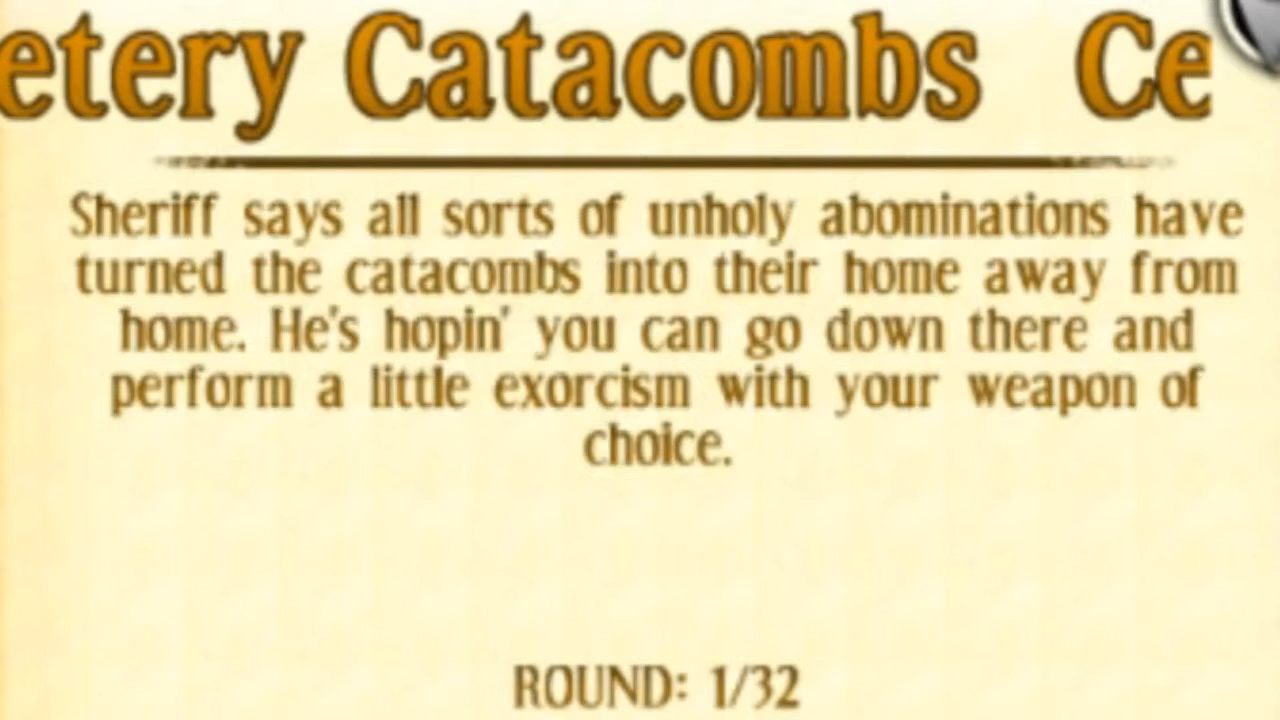 etery Catacombs Ce
Sheriff says all sorts of unholy abominations have
turned the catacombs into their home away from
home. He's hopin' you can go down there and
perform a little exorcism with your weapon of
choice.
ROUND: 1/32